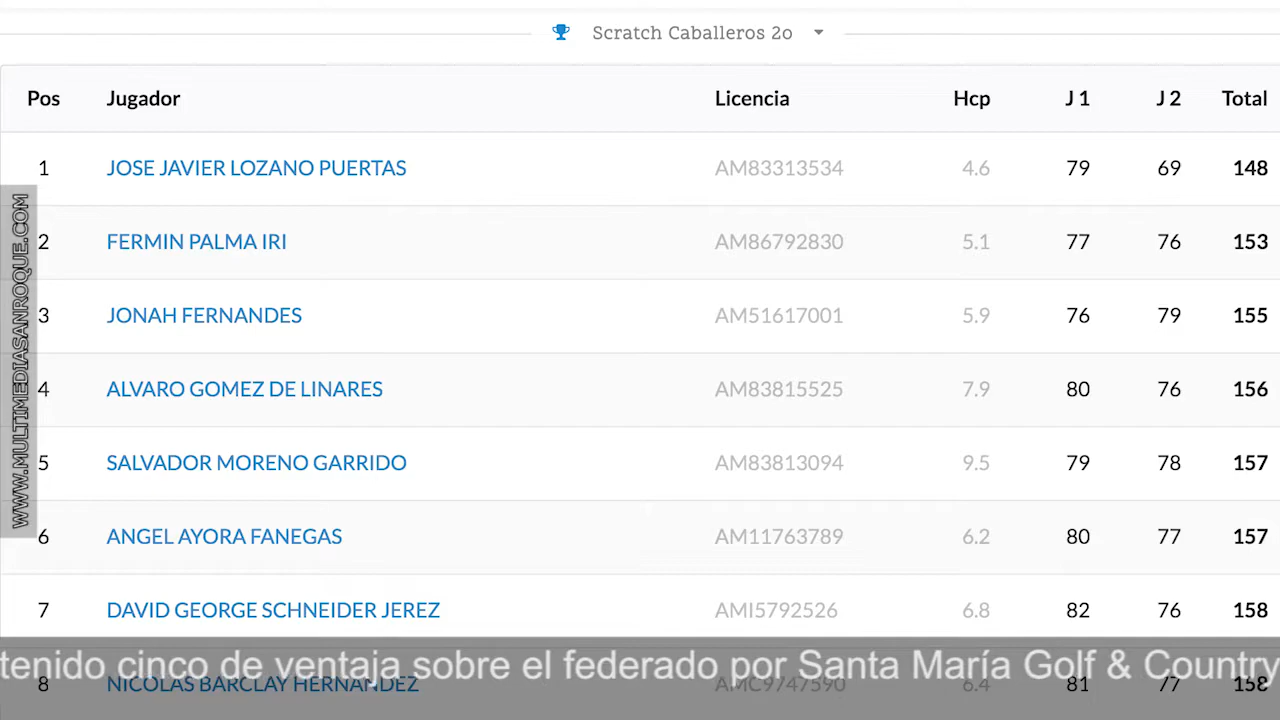 Scratch Caballeros 2o
Pos Jugador Licencia Hcp J 1 J 2 Total
1 JOSE JAVIER LOZANO PUERTAS AM83313534 4.6 79 69 148
2 FERMIN PALMA IRI AM86792830 5.1 77 76 153
3 JONAH FERNANDES AM51617001 5.9 76 79 155
4 ALVARO GOMEZ DE LINARES AM83815525 7.9 80 76 156
5 SALVADOR MORENO GARRIDO AM83813094 9.5 79 78 157
6 ANGEL AYORA FANEGAS AM11763789 6.2 80 77 157
7 DAVID GEORGE SCHNEIDER JEREZ AMI5792526 6.8 82 76 158
tenido cinco de ventaja sobre el federado por Santa María Golf & Country
8 NICOLAS BARCLAY HERNANDEZ AMC9747590 6.4 81 77 158
WWW.MULTIMEDIASANROQUE.COM